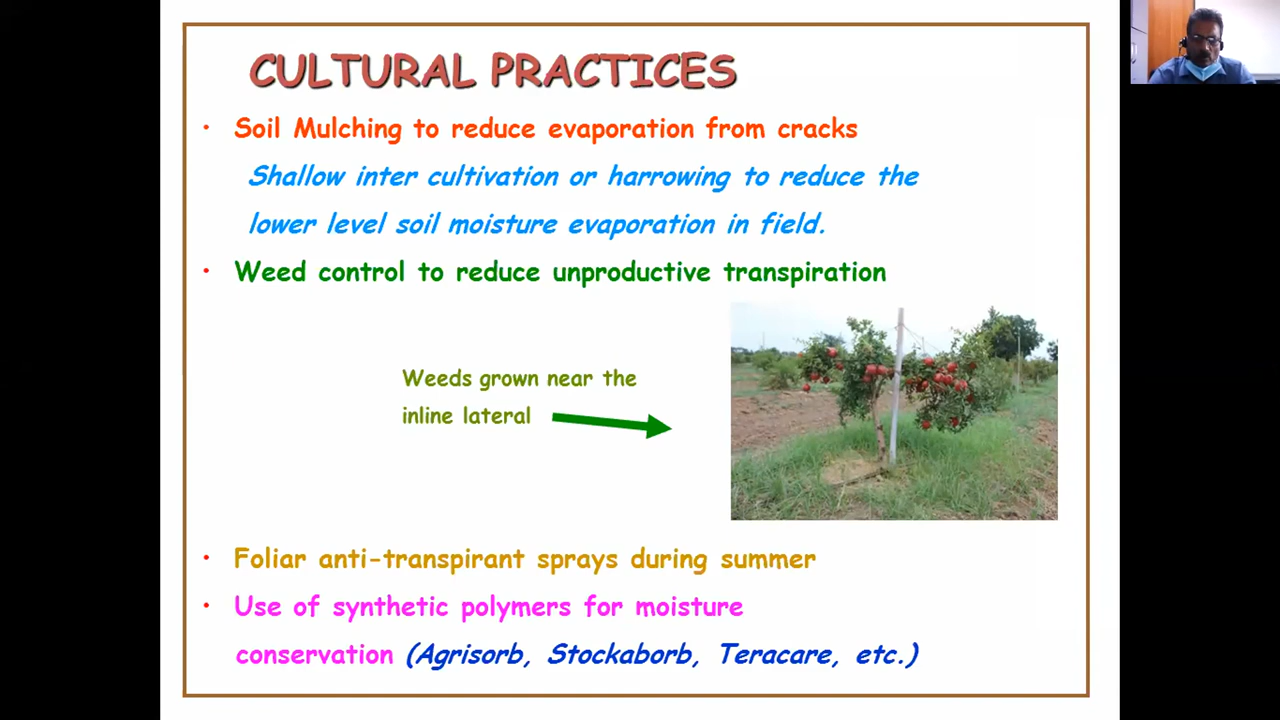 CULTURAL PRACTICES
• Soil Mulching to reduce evaporation from cracks
Shallow inter cultivation or harrowing to reduce the
lower level soil moisture evaporation in field.
• Weed control to reduce unproductive transpiration
Weeds grown near the
inline lateral
• Foliar anti-transpirant sprays during summer
• Use of synthetic polymers for moisture
conservation (Agrisorb, Stockaborb, Teracare, etc.)